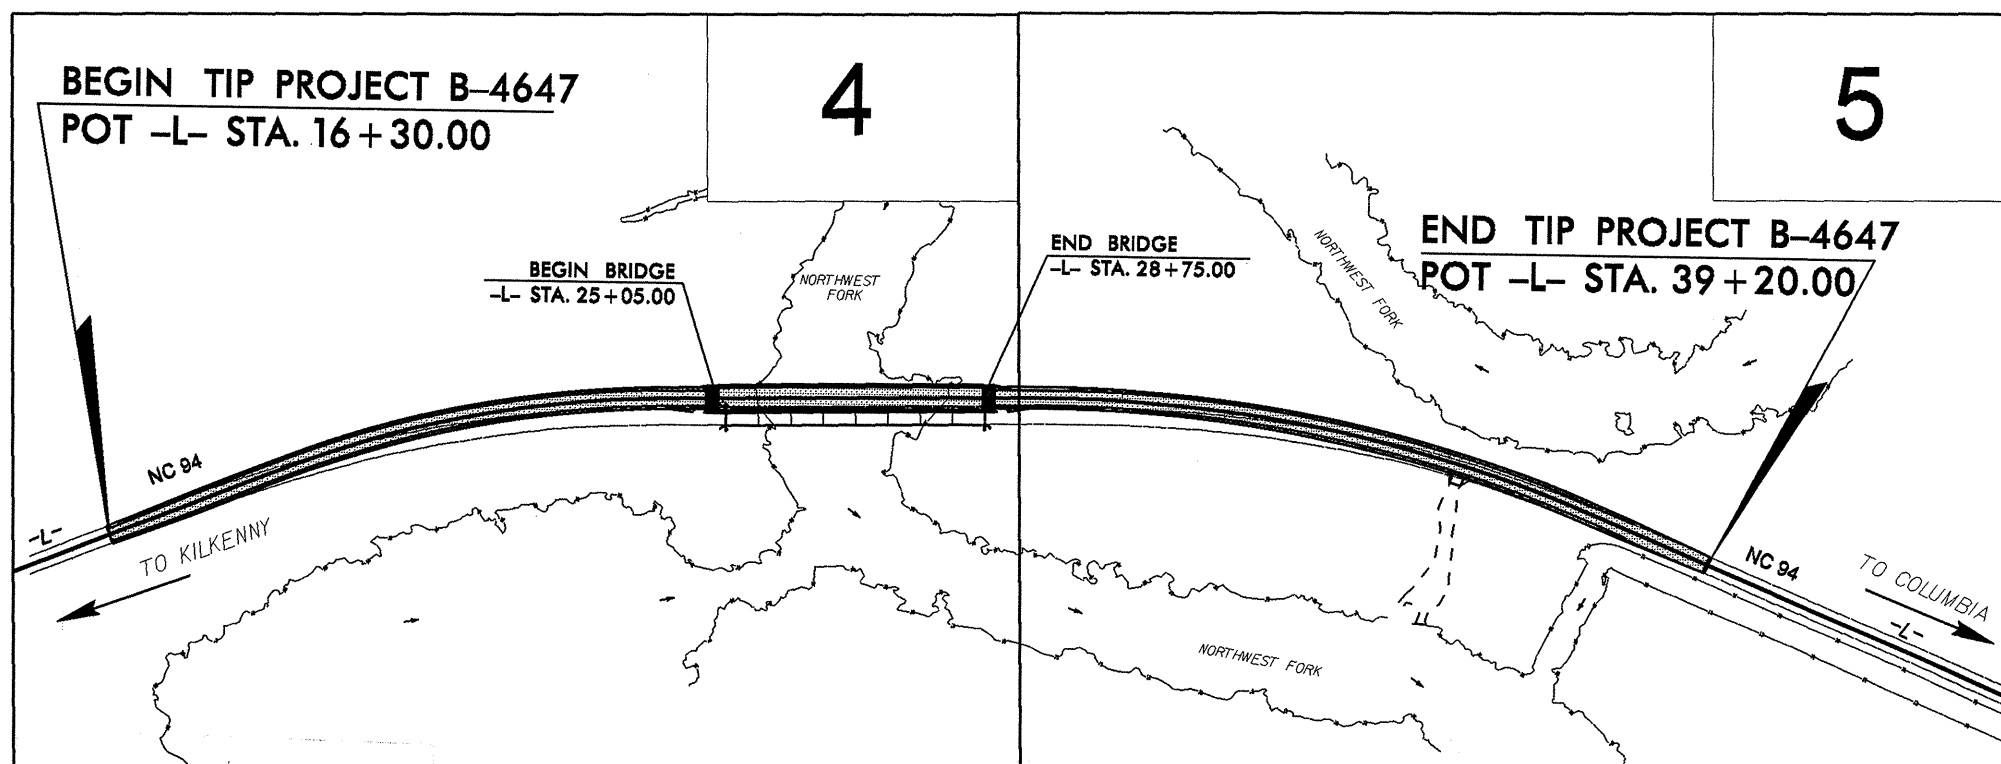 BEGIN TIP PROJECT B–4647
POT –L– STA. 16+30.00
4
5
BEGIN BRIDGE
–L– STA. 25+05.00
NORTHWEST
FORK
END BRIDGE
–L– STA. 28+75.00
NORTHWEST FORK
END TIP PROJECT B–4647
POT –L– STA. 39+20.00
NC 94
–L–
TO KILKENNY
NC 94
TO COLUMBIA
–L–
NORTHWEST FORK